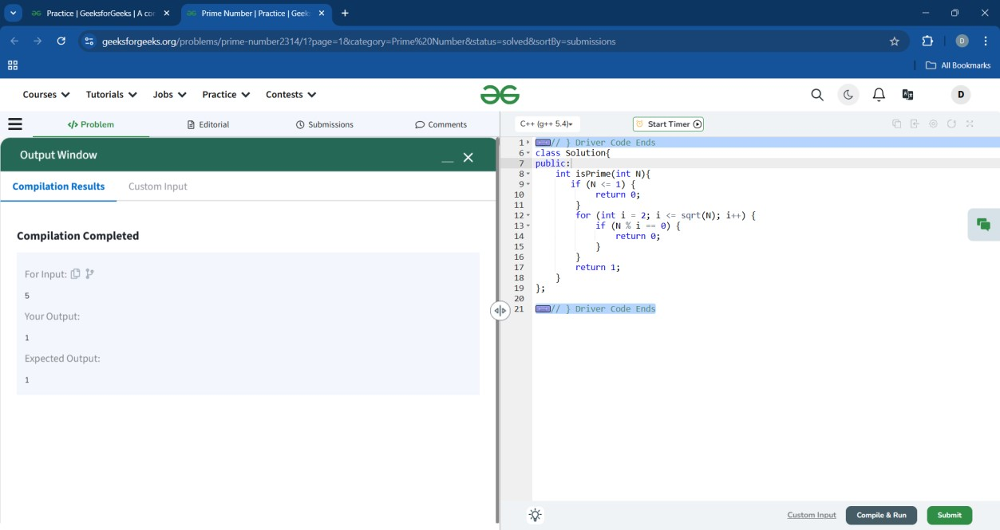 Practice | GeeksforGeeks | A cor
Prime Number | Practice | Geek
geeksforgeeks.org/problems/prime-number2314/1?page=1&category=Prime%20Number&status=solved&sortBy=submissions
D
All Bookmarks
Courses Tutorials Jobs Practice Contests
D
</> Problem Editorial Submissions Comments
Output Window
Compilation Results Custom Input
Compilation Completed
For Input:
5
Your Output:
1
Expected Output:
1
C++ (g++ 5.4) Start Timer
1 // } Driver Code Ends
6 class Solution{
7 public:
8 int isPrime(int N){
9 if (N <= 1) {
10 return 0;
11 }
12 for (int i = 2; i <= sqrt(N); i++) {
13 if (N % i == 0) {
14 return 0;
15 }
16 }
17 return 1;
18 }
19 };
20
21 // } Driver Code Ends
Custom Input Compile & Run Submit